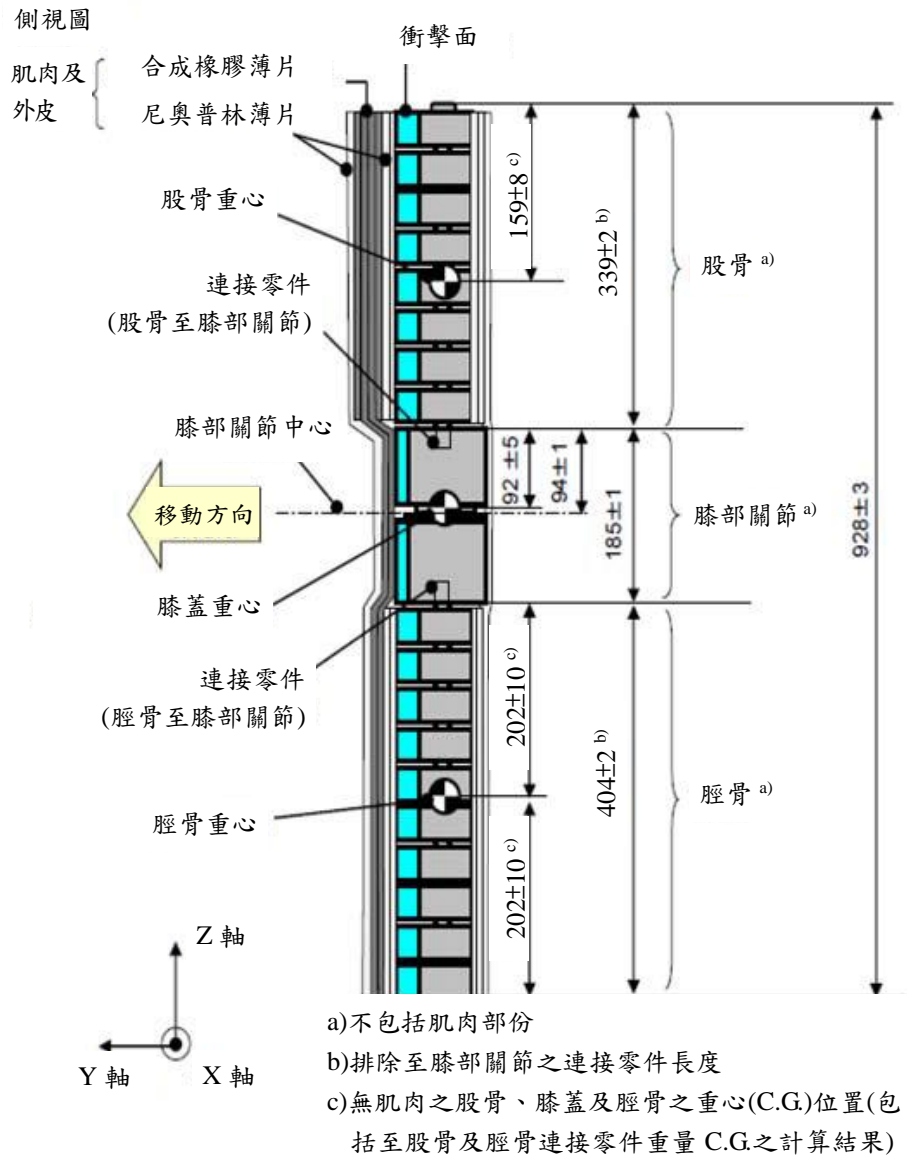 側視圖
肌肉及
外皮
合成橡膠薄片
尼奧普林薄片
衝擊面
股骨重心
連接零件
(股骨至膝部關節)
膝部關節中心
移動方向
膝蓋重心
連接零件
(脛骨至膝部關節)
脛骨重心
159±8 c)
339±2 b)
股骨 a)
92 ±5
94±1
185±1
膝部關節 a)
928±3
202±10 c)
404±2 b)
脛骨 a)
202±10 c)
Z 軸
Y 軸
X 軸
a)不包括肌肉部份
b)排除至膝部關節之連接零件長度
c)無肌肉之股骨、膝蓋及脛骨之重心(C.G.)位置(包
括至股骨及脛骨連接零件重量 C.G.之計算結果)